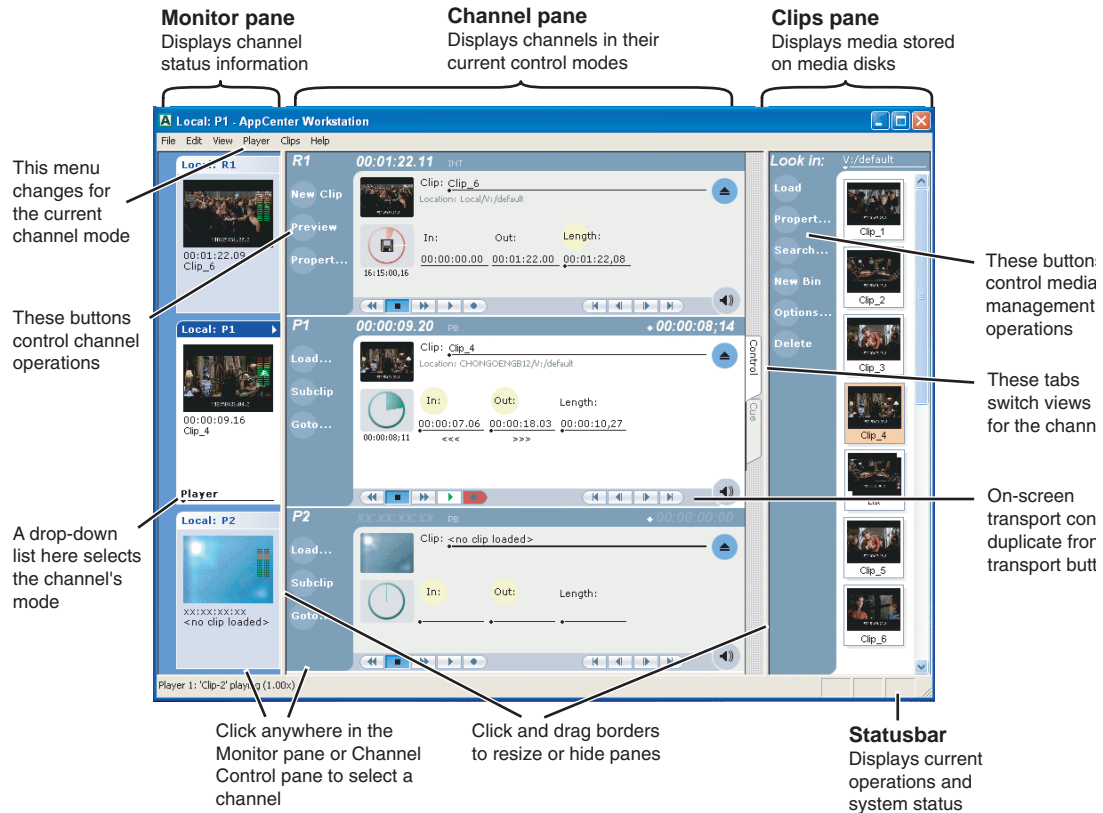 Monitor pane
Displays channel
status information
Channel pane
Displays channels in their
current control modes
Clips pane
Displays media stored
on media disks
Local: P1 - AppCenter Workstation
File Edit View Player Clips Help
This menu
changes for
the current
channel mode
These buttons
control channel
operations
A drop-down
list here selects
the channel's
mode
Local: R1
00:01:22.09
Clip_6
Local: P1
00:00:09.16
Clip_4
Player
Local: P2
xx:xx:xx:xx
<no clip loaded>
R1 00:01:22.11 INT
New Clip
Preview
Propert...
Clip: Clip_6
Location: Local/V:/default
In: Out: Length:
00:00:00.00 00:01:22.00 00:01:22,08
16:15:00,16
P1 00:00:09.20 PB 00:00:08;14
Load...
Subclip
Goto...
Clip: Clip_4
Location: CHONGOENGB12/V:/default
In: Out: Length:
00:00:07.06 00:00:18.03 00:00:10,27
<<< >>>
00:00:08;11
Control
Cue
P2 XX:XX:XX:XX PB 00:00:00:00
Load...
Subclip
Goto...
Clip: <no clip loaded>
In: Out: Length:
Look in: V:/default
Load
Propert...
Search...
New Bin
Options...
Delete
Clip_1
Clip_2
Clip_3
Clip_4
Clip_5
Clip_6
These buttons
control media
management
operations
These tabs
switch views
for the chann
On-screen
transport con
duplicate fron
transport butt
Player 1: 'Clip-2' playing (1.00x)
Click anywhere in the
Monitor pane or Channel
Control pane to select a
channel
Click and drag borders
to resize or hide panes
Statusbar
Displays current
operations and
system status